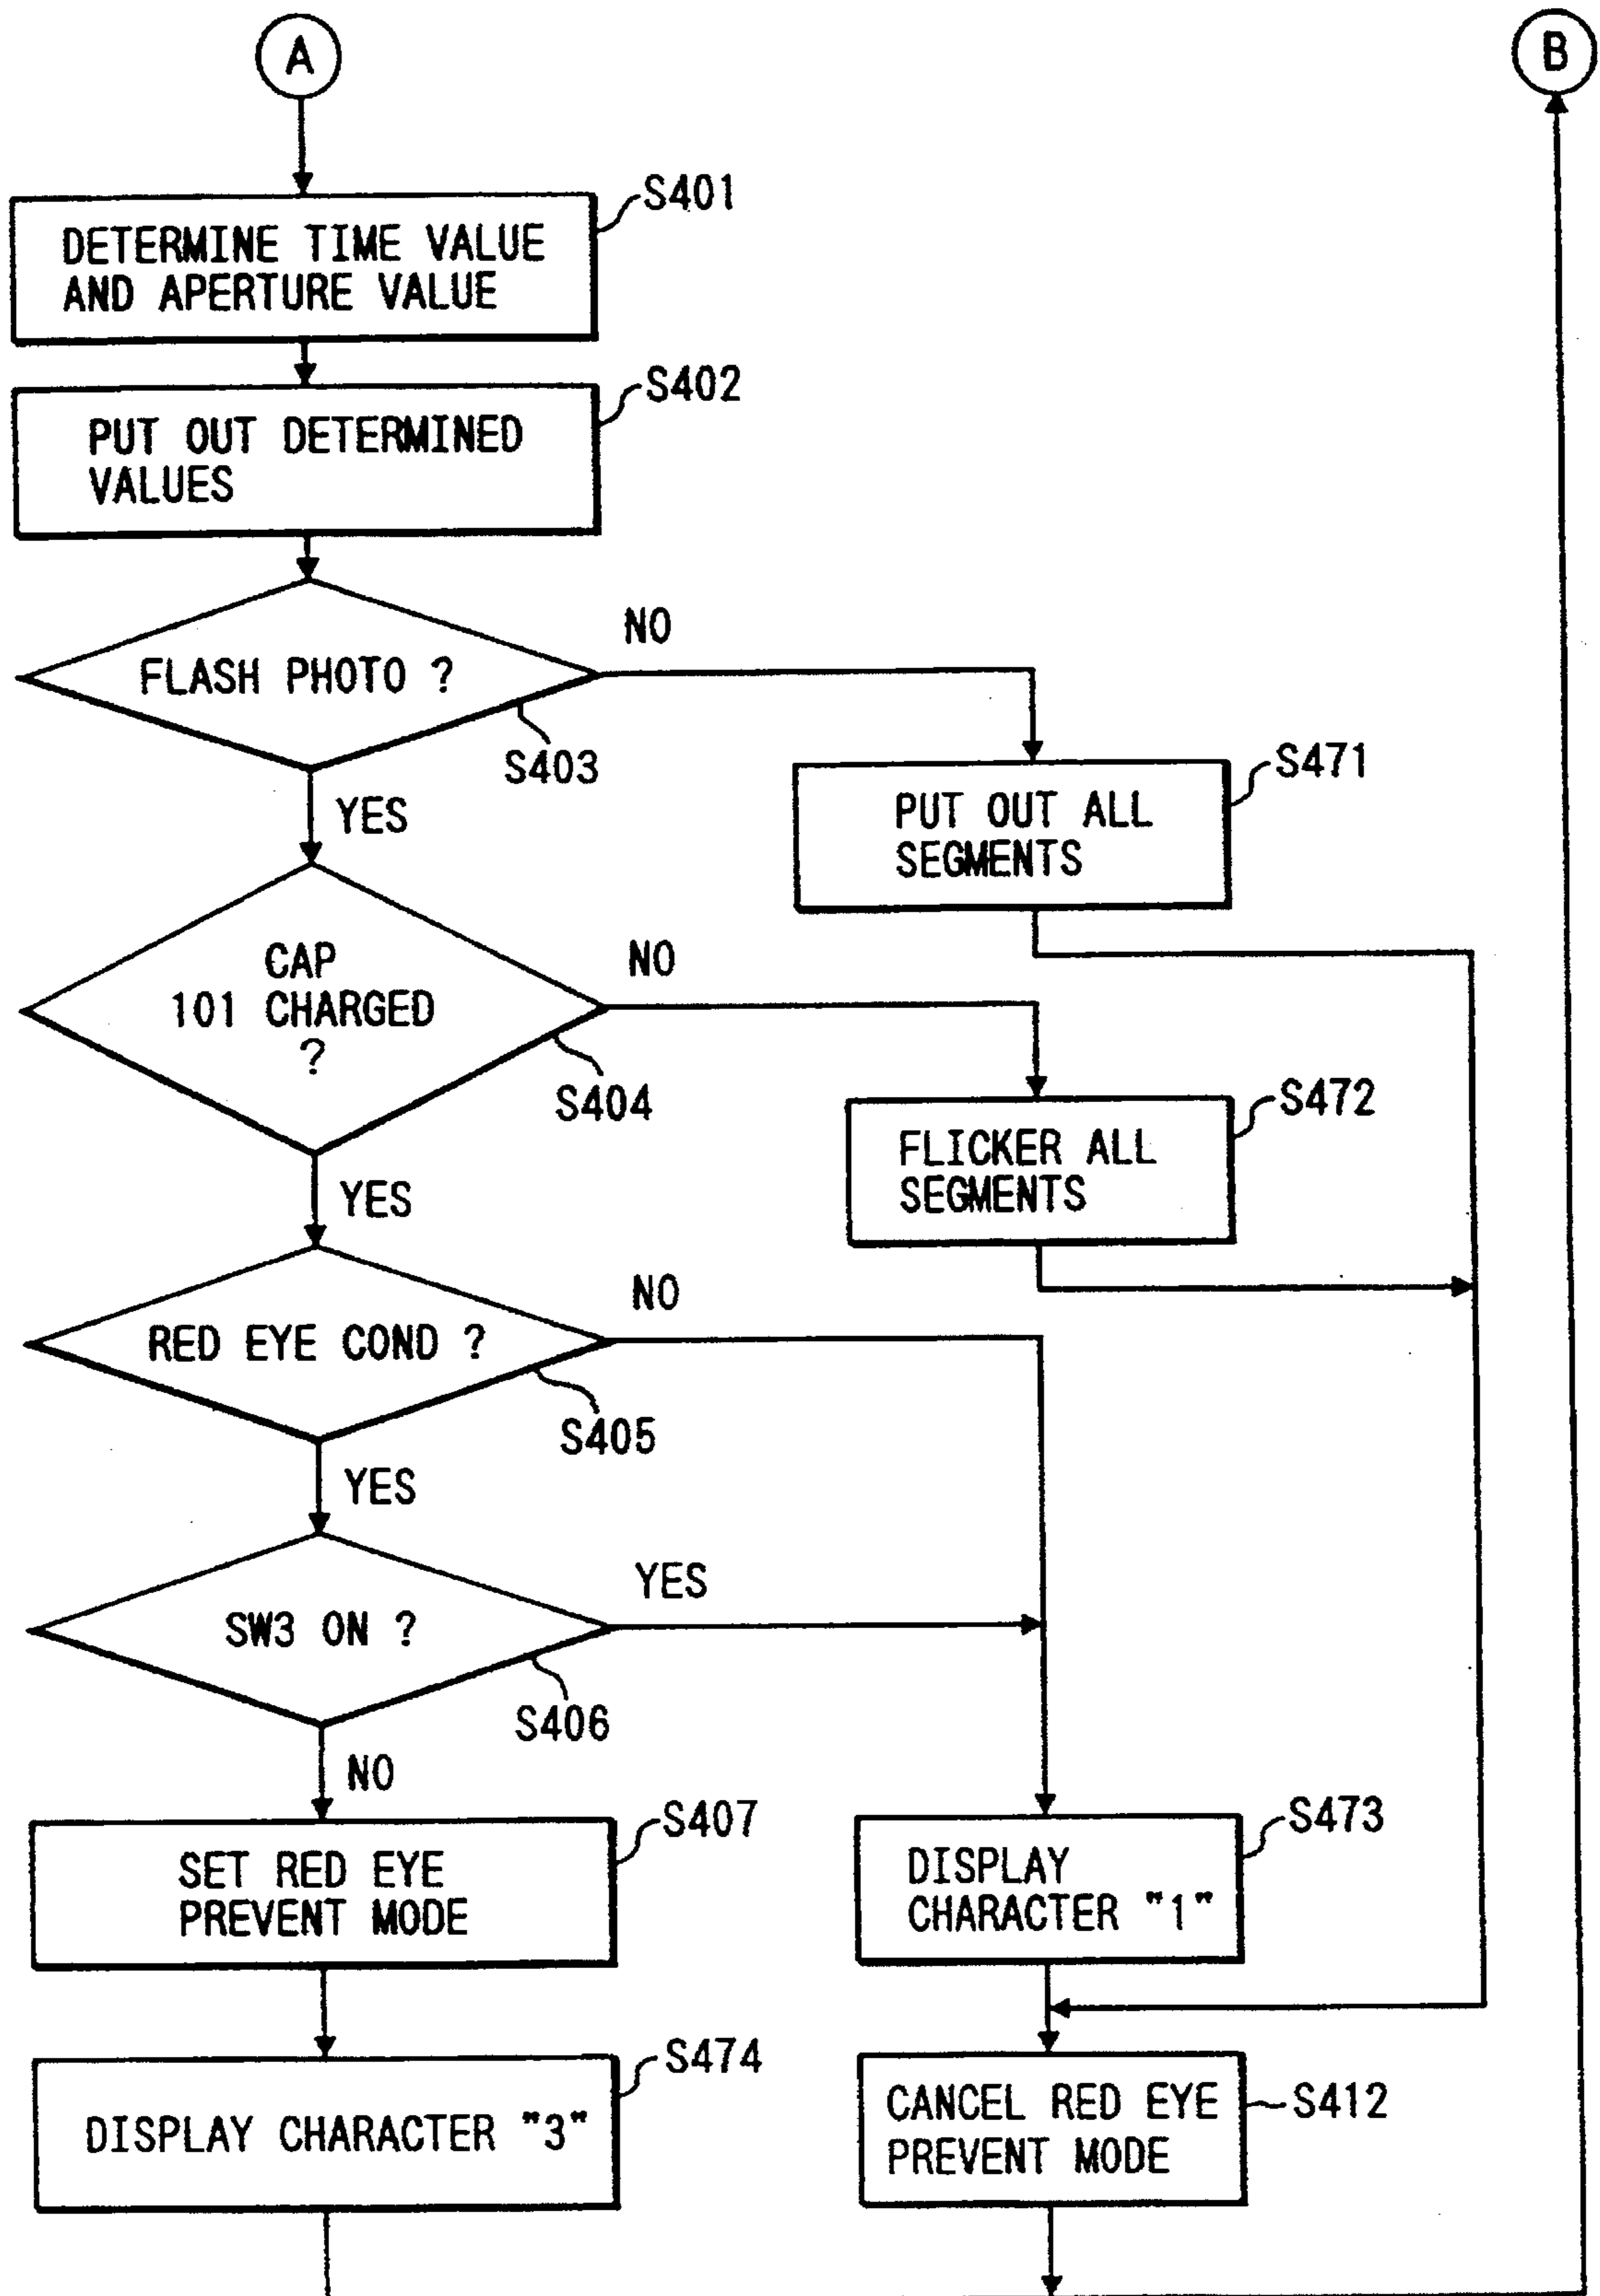 A
B
S401
DETERMINE TIME VALUE
AND APERTURE VALUE
S402
PUT OUT DETERMINED
VALUES
NO
FLASH PHOTO ?
S403
YES
S471
PUT OUT ALL
SEGMENTS
NO
CAP
101 CHARGED
?
S404
YES
S472
FLICKER ALL
SEGMENTS
NO
RED EYE COND ?
S405
YES
YES
SW3 ON ?
S406
NO
S407
SET RED EYE
PREVENT MODE
S473
DISPLAY
CHARACTER "1"
S474
DISPLAY CHARACTER "3"
CANCEL RED EYE
PREVENT MODE
S412